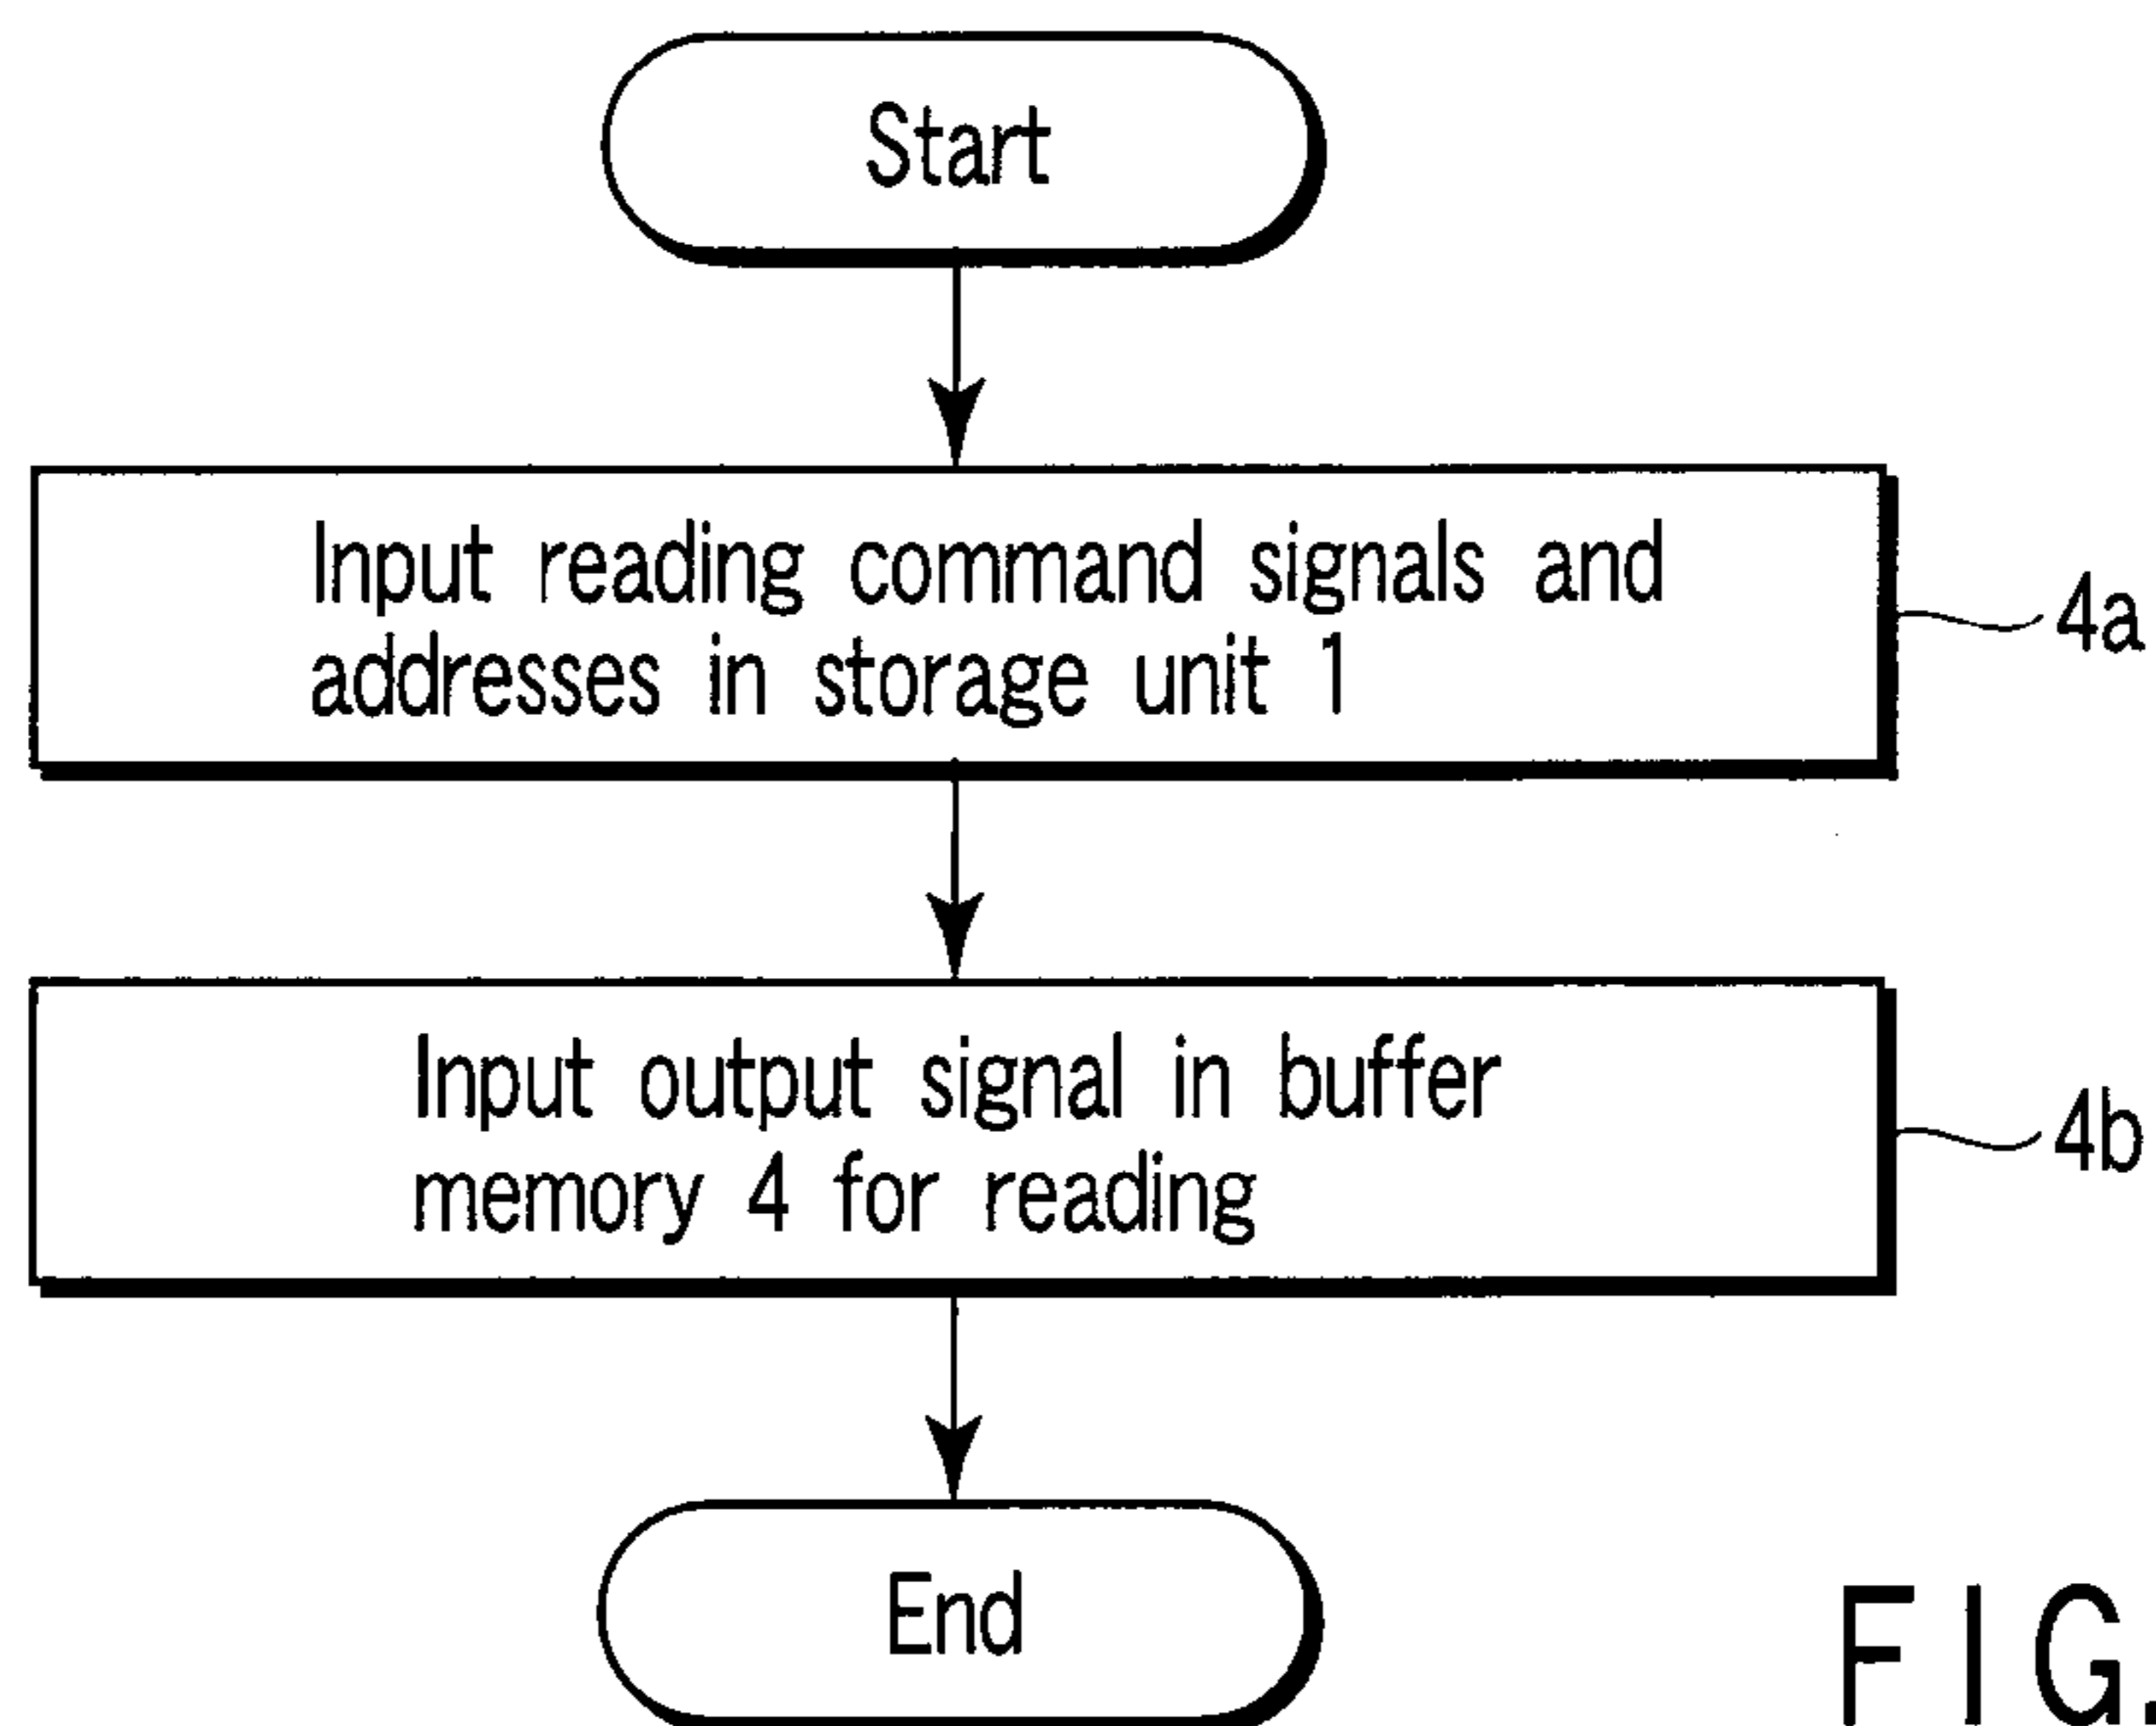 Start
Input reading command signals and
addresses in storage unit 1
4a
Input output signal in buffer
memory 4 for reading
4b
End
FIG.